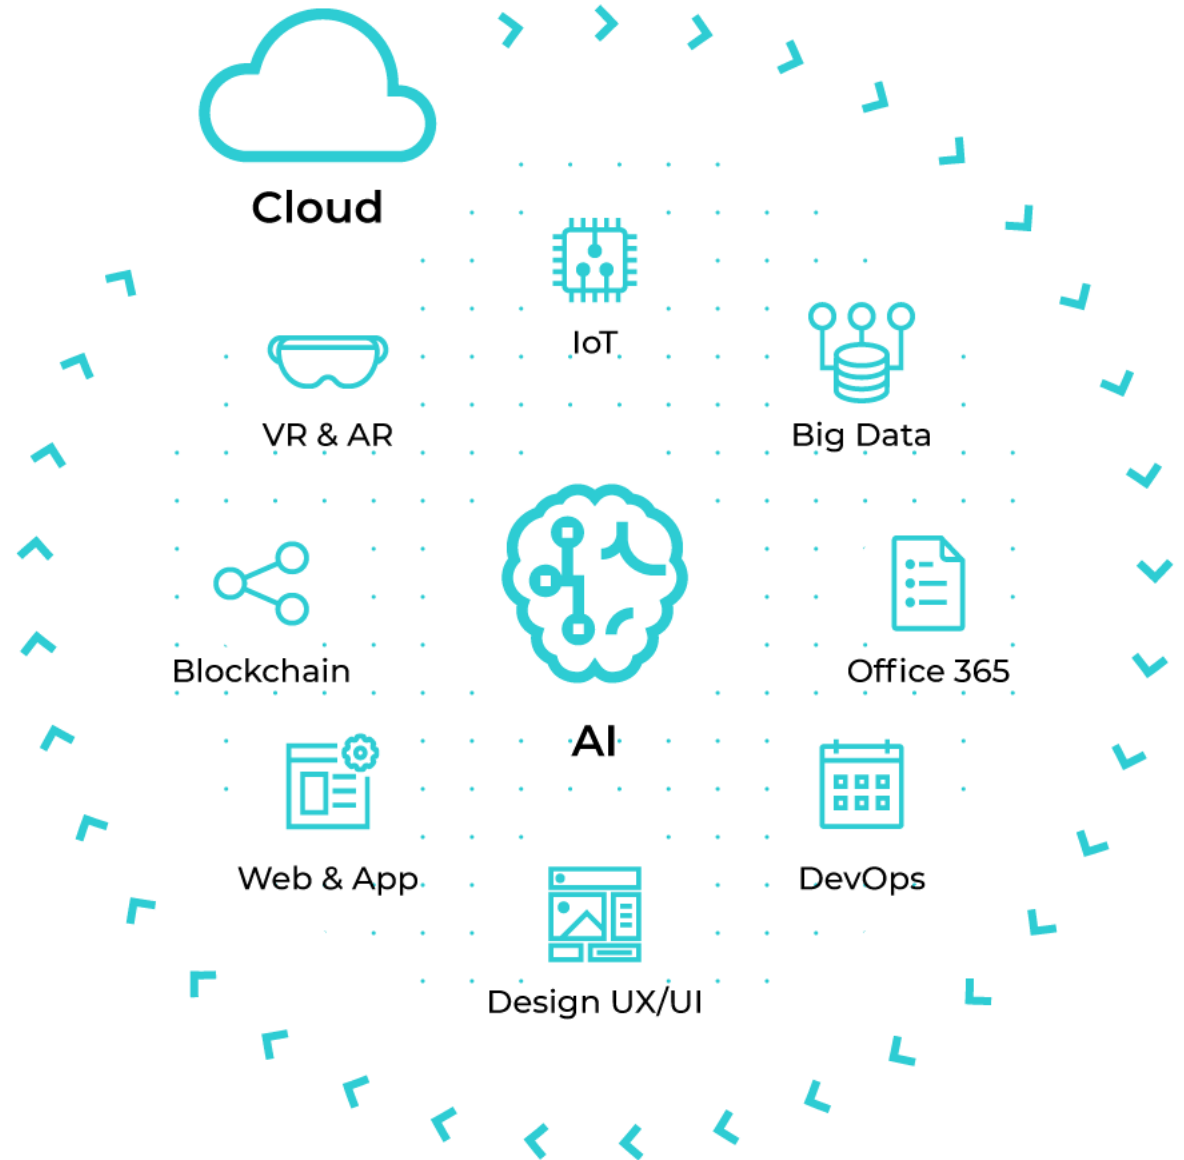 Cloud
IoT
VR & AR
Big Data
Blockchain
Office 365
AI
Web & App
DevOps
Design UX/UI